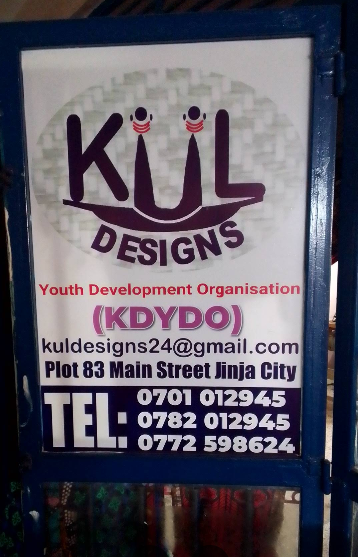 KUL
DESIGNS
Youth Development Organisation
(KDYDO)
kuldesigns24@gmail.com
Plot 83 Main Street Jinja City
TEL: 0701 012945
0782 012945
0772 598624